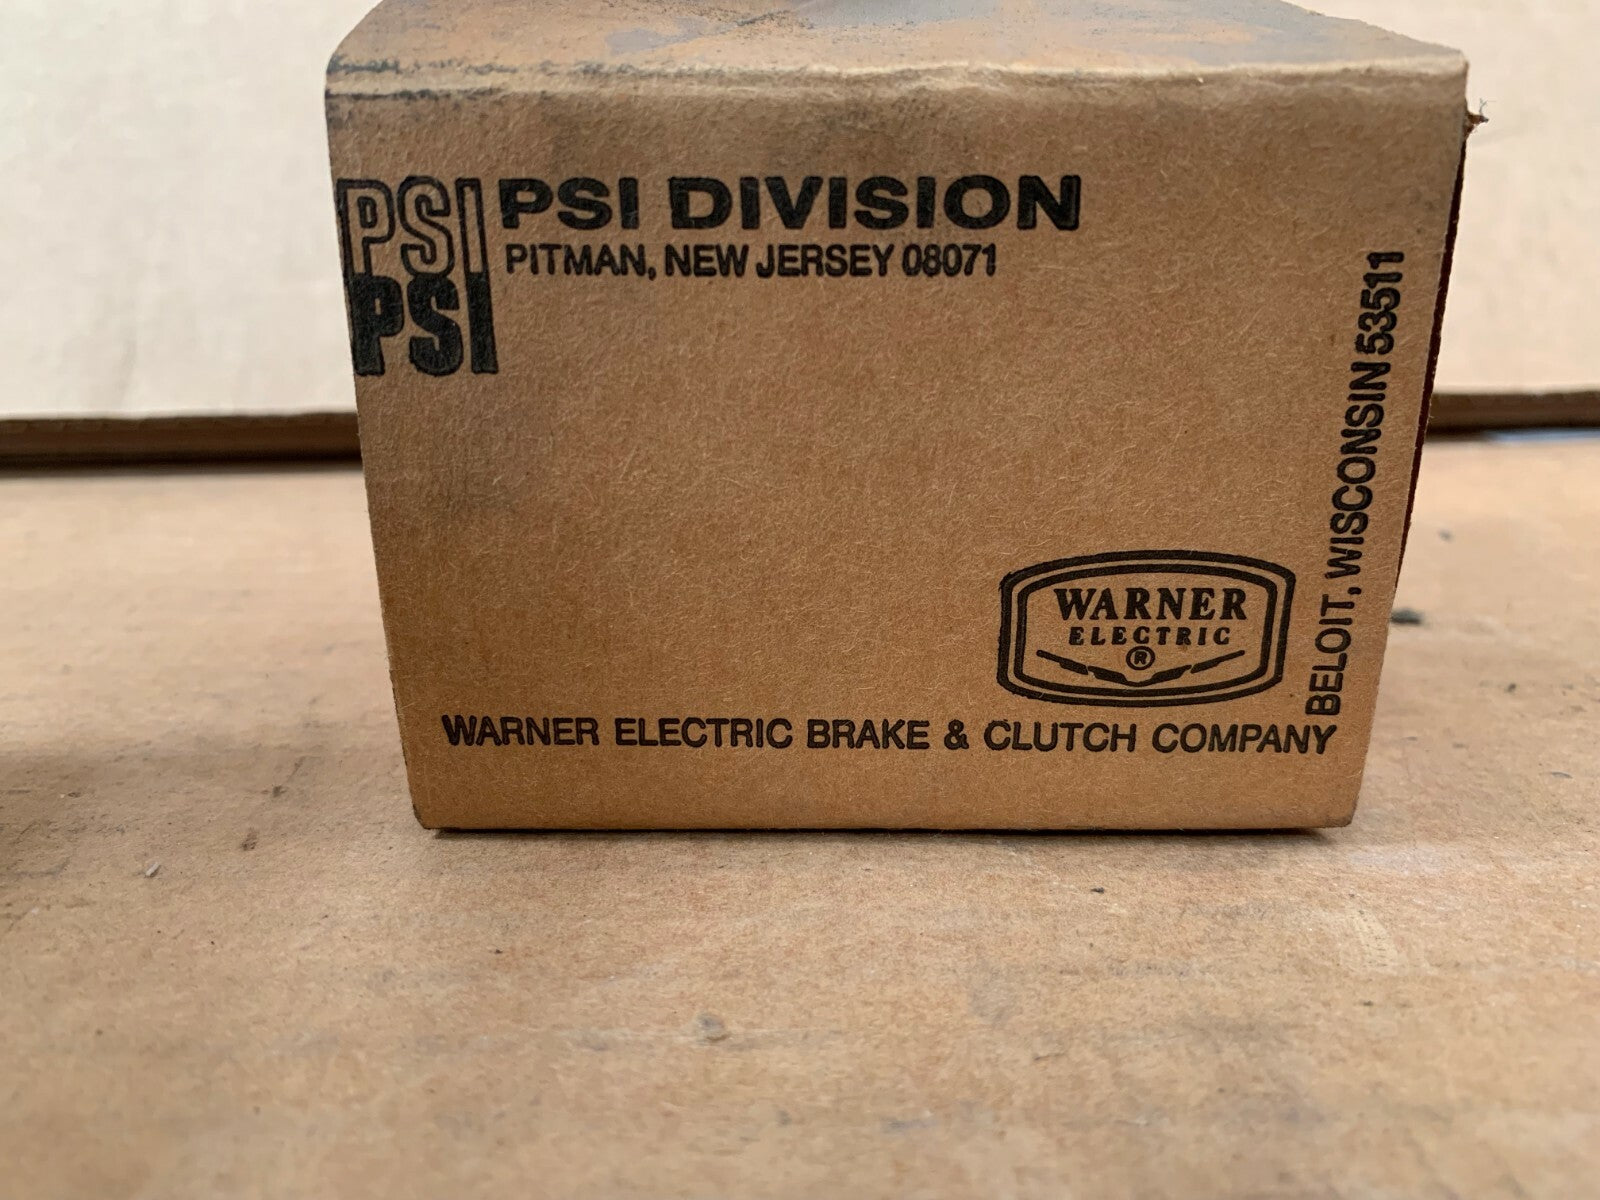 PSI
PSI
PSI DIVISION
PITMAN, NEW JERSEY 08071
WARNER
ELECTRIC
®
WARNER ELECTRIC BRAKE & CLUTCH COMPANY
BELOIT, WISCONSIN 53511